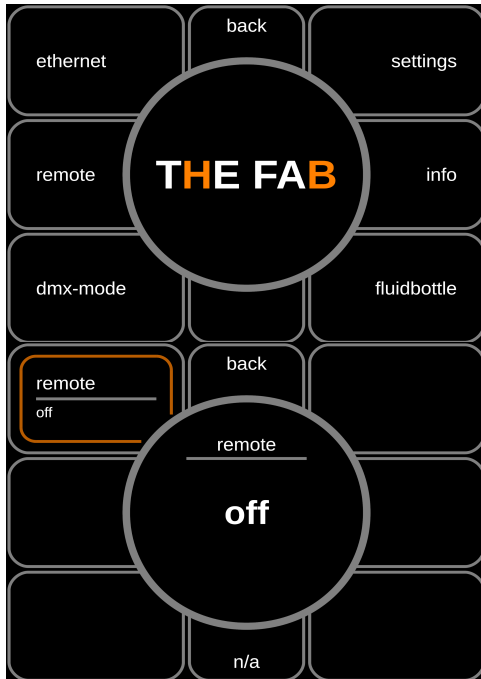 back
ethernet
settings
THE FAB
remote
info
dmx-mode
fluidbottle
back
remote
off
remote
off
n/a